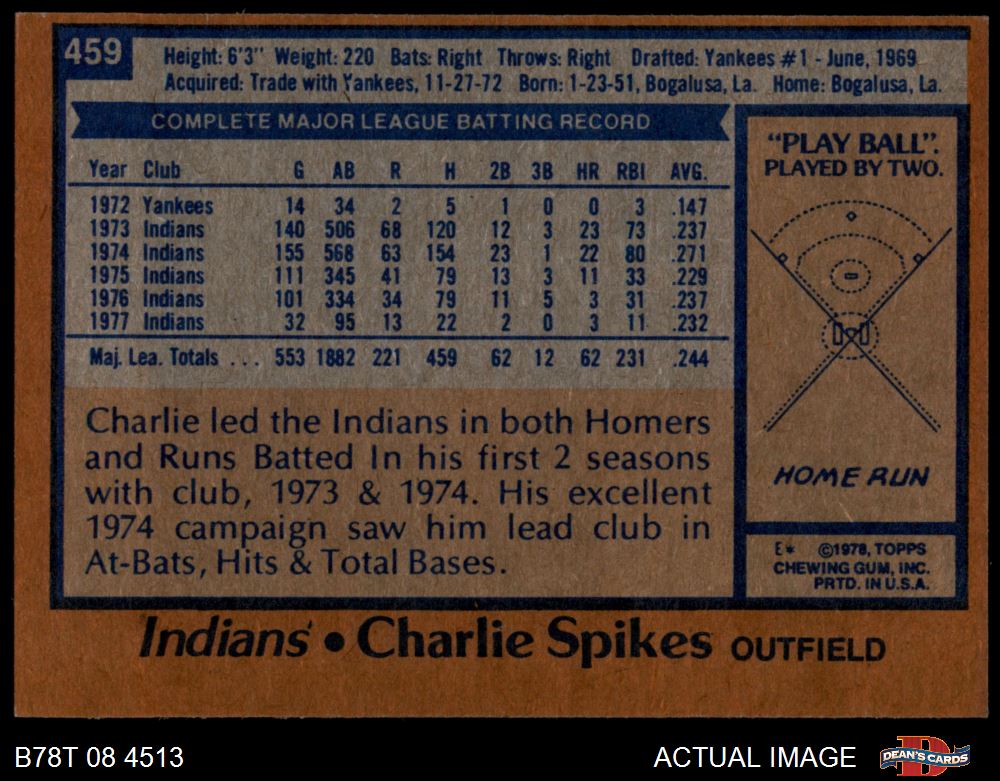 459
Height: 6'3" Weight: 220 Bats: Right Throws: Right Drafted: Yankees #1 - June, 1969
Acquired: Trade with Yankees, 11-27-72 Born: 1-23-51, Bogalusa, La. Home: Bogalusa, La.
COMPLETE MAJOR LEAGUE BATTING RECORD
Year Club G AB R H 2B 3B HR RBI AVG.
1972 Yankees 14 34 2 5 1 0 0 3 .147
1973 Indians 140 506 68 120 12 3 23 73 .237
1974 Indians 155 568 63 154 23 1 22 80 .271
1975 Indians 111 345 41 79 13 3 11 33 .229
1976 Indians 101 334 34 79 11 5 3 31 .237
1977 Indians 32 95 13 22 2 0 3 11 .232
Maj. Lea. Totals . . . 553 1882 221 459 62 12 62 231 .244
Charlie led the Indians in both Homers
and Runs Batted In his first 2 seasons
with club, 1973 & 1974. His excellent
1974 campaign saw him lead club in
At-Bats, Hits & Total Bases.
"PLAY BALL":
PLAYED BY TWO.
HOME RUN
E* ©1978, TOPPS
CHEWING GUM, INC.
PRTD. IN U.S.A.
Indians • Charlie Spikes OUTFIELD
B78T 08 4513 ACTUAL IMAGE DEAN'S CARDS